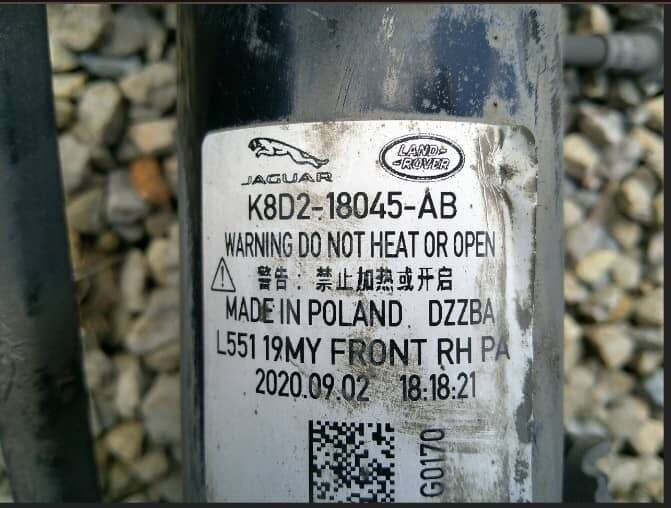 JAGUAR
LAND-
-ROVER
K8D2-18045-AB
WARNING DO NOT HEAT OR OPEN
警告：禁止加热或开启
MADE IN POLAND DZZBA
L551 19MY FRONT RH PA
2020.09.02 18:18:21
G0170